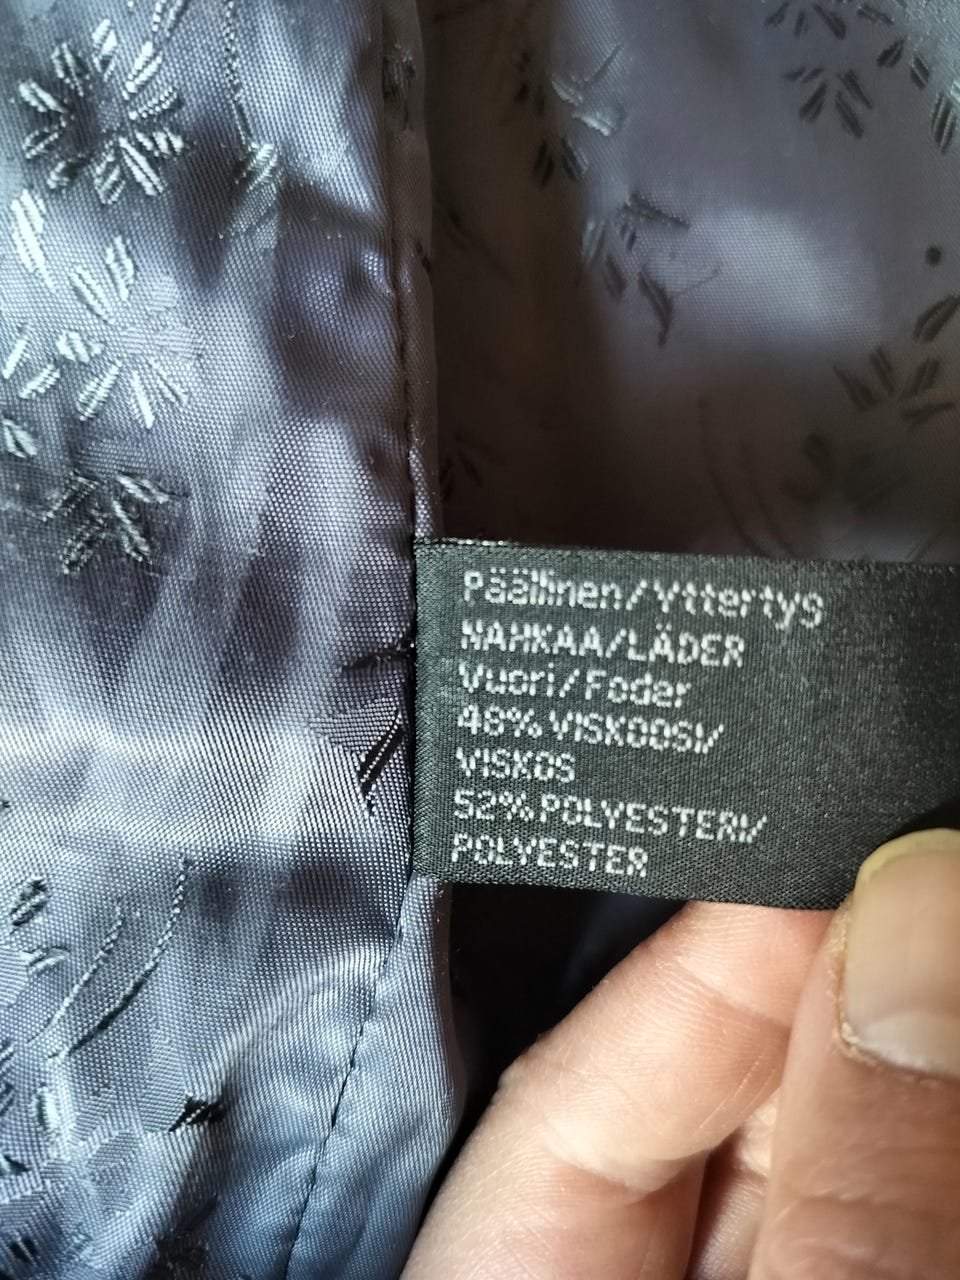 Päällinen/Yttertyg
NAHKAA/LÄDER
Vuori/Foder
48% VISKOOSI/
VISKOS
52% POLYESTERI/
POLYESTER